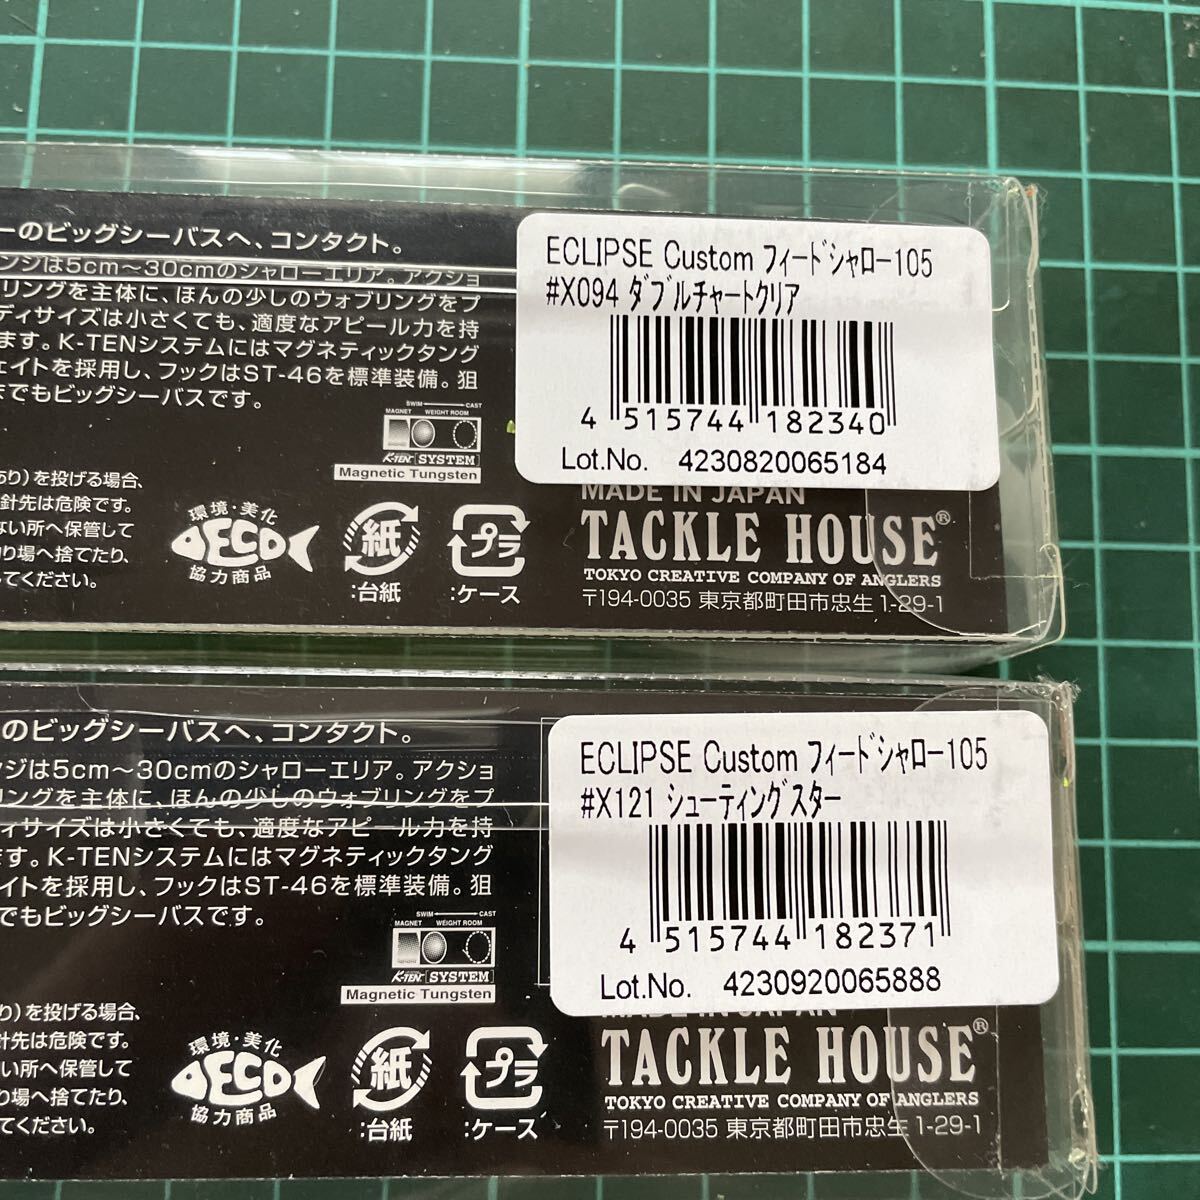 ーのビッグシーバスへ、コンタクト。
ンジは5cm～30cmのシャローエリア。アクショ
リングを主体に、ほんの少しのウォブリングをプ
ディサイズは小さくても、適度なアピール力を持
ます。K-TENシステムにはマグネティックタング
ェイトを採用し、フックはST-46を標準装備。狙
までもビッグシーバスです。
SWIM CAST
MAGNET WEIGHT ROOM
K-TEN SYSTEM
Magnetic Tungsten
あり)を投げる場合、
針先は危険です。
ない所へ保管して
り場へ捨てたり、
てください。
環境・美化
ECO
協力商品
紙
:台紙
プラ
:ケース
ECLIPSE Custom フィードシャロー105
#X094 ダブルチャートクリア
4 515744 182340
Lot.No. 4230820065184
MADE IN JAPAN
TACKLE HOUSE®
TOKYO CREATIVE COMPANY OF ANGLERS
〒194-0035 東京都町田市忠生 1-29-1
のビッグシーバスへ、コンタクト。
ンジは5cm～30cmのシャローエリア。アクショ
リングを主体に、ほんの少しのウォブリングをプ
ィサイズは小さくても、適度なアピール力を持
す。K-TENシステムにはマグネティックタング
イトを採用し、フックはST-46を標準装備。狙
でもビッグシーバスです。
SWIM CAST
MAGNET WEIGHT ROOM
K-TEN SYSTEM
Magnetic Tungsten
り)を投げる場合、
針先は危険です。
い所へ保管して
り場へ捨てたり、
てください。
環境・美化
ECO
協力商品
紙
:台紙
プラ
:ケース
ECLIPSE Custom フィードシャロー105
#X121 シューティングスター
4 515744 182371
Lot.No. 4230920065888
MADE IN JAPAN
TACKLE HOUSE®
TOKYO CREATIVE COMPANY OF ANGLERS
〒194-0035 東京都町田市忠生 1-29-1